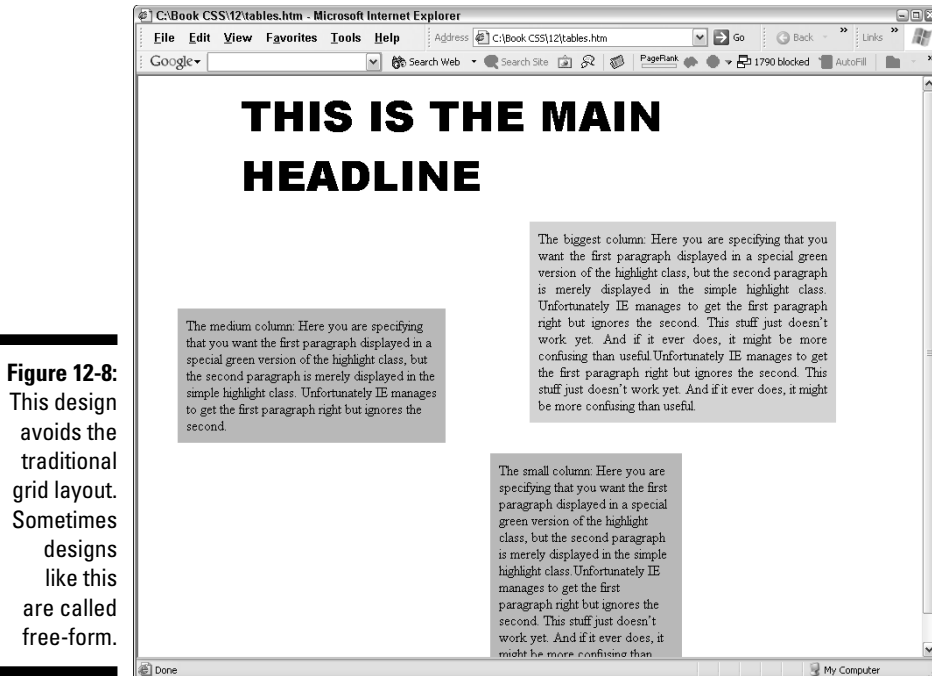 C:\Book CSS\12\tables.htm - Microsoft Internet Explorer
File Edit View Favorites Tools Help Address C:\Book CSS\12\tables.htm Go Back » Links »
Google Search Web Search Site PageRank 1790 blocked AutoFill »
THIS IS THE MAIN
HEADLINE
The biggest column: Here you are specifying that you
want the first paragraph displayed in a special green
version of the highlight class, but the second paragraph
is merely displayed in the simple highlight class.
Unfortunately IE manages to get the first paragraph
right but ignores the second. This stuff just doesn't
work yet. And if it ever does, it might be more
confusing than useful.Unfortunately IE manages to get
the first paragraph right but ignores the second. This
stuff just doesn't work yet. And if it ever does, it might
be more confusing than useful.
The medium column: Here you are specifying
that you want the first paragraph displayed in a
special green version of the highlight class, but
the second paragraph is merely displayed in the
simple highlight class. Unfortunately IE manages
to get the first paragraph right but ignores the
second.
The small column: Here you are
specifying that you want the first
paragraph displayed in a special
green version of the highlight
class, but the second paragraph
is merely displayed in the simple
highlight class.Unfortunately IE
manages to get the first
paragraph right but ignores the
second. This stuff just doesn't
work yet. And if it ever does, it
might be more confusing than
Done My Computer
Figure 12-8:
This design
avoids the
traditional
grid layout.
Sometimes
designs
like this
are called
free-form.